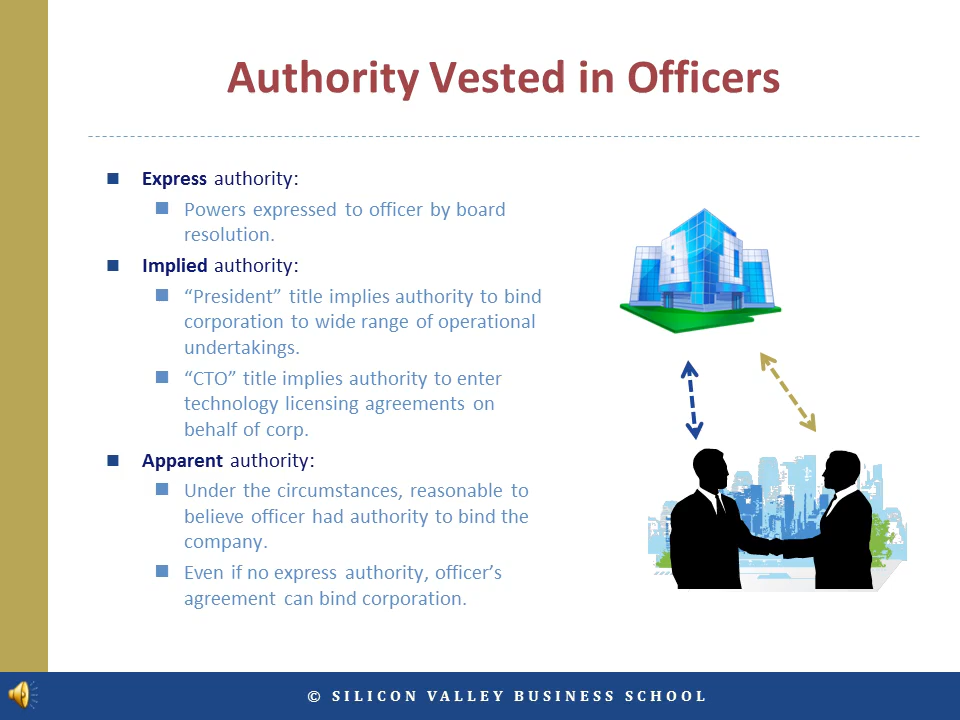 Authority Vested in Officers
Express authority:
Powers expressed to officer by board
resolution.
Implied authority:
“President” title implies authority to bind
corporation to wide range of operational
undertakings.
“CTO” title implies authority to enter
technology licensing agreements on
behalf of corp.
Apparent authority:
Under the circumstances, reasonable to
believe officer had authority to bind the
company.
Even if no express authority, officer’s
agreement can bind corporation.
© SILICON VALLEY BUSINESS SCHOOL